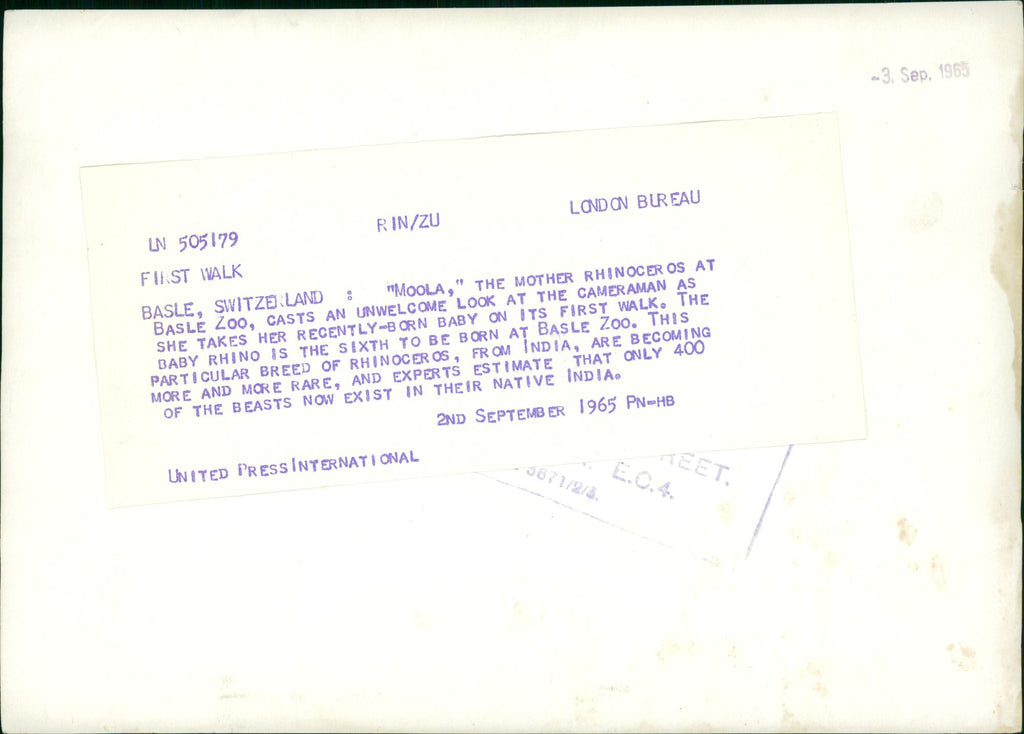 -3. Sep. 1965
LN 505179 RIN/ZU LONDON BUREAU
FIRST WALK
BASLE, SWITZERLAND : "MOOLA," THE MOTHER RHINOCEROS AT
BASLE ZOO, CASTS AN UNWELCOME LOOK AT THE CAMERAMAN AS
SHE TAKES HER RECENTLY-BORN BABY ON ITS FIRST WALK. THE
BABY RHINO IS THE SIXTH TO BE BORN AT BASLE ZOO. THIS
PARTICULAR BREED OF RHINOCEROS, FROM INDIA, ARE BECOMING
MORE AND MORE RARE, AND EXPERTS ESTIMATE THAT ONLY 400
OF THE BEASTS NOW EXIST IN THEIR NATIVE INDIA.
2ND SEPTEMBER 1965 PN-HB
UNITED PRESS INTERNATIONAL
REET.
E.C.4.
3871/2/3.